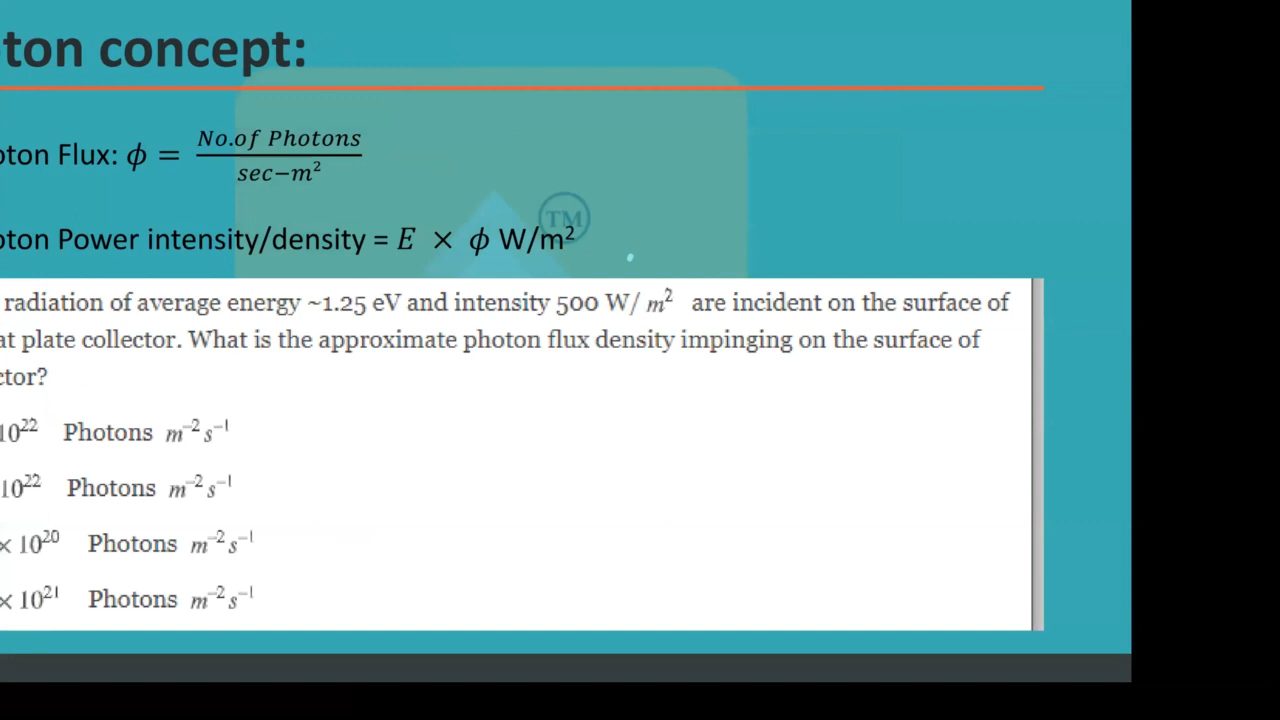 ton concept:
oton Flux: ϕ = No.of Photons / sec−m²
TM
oton Power intensity/density = E × ϕ W/m²
radiation of average energy ~1.25 eV and intensity 500 W/ m² are incident on the surface of
at plate collector. What is the approximate photon flux density impinging on the surface of
ctor?
10²² Photons m⁻² s⁻¹
10²² Photons m⁻² s⁻¹
× 10²⁰ Photons m⁻² s⁻¹
× 10²¹ Photons m⁻² s⁻¹